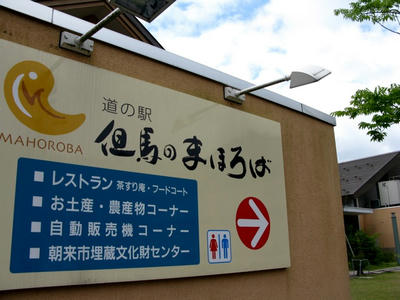 MAHOROBA
道の駅
但馬のまほろば
レストラン 茶すり庵・フードコート
お土産・農産物コーナー
自動販売機コーナー
朝来市埋蔵文化財センター